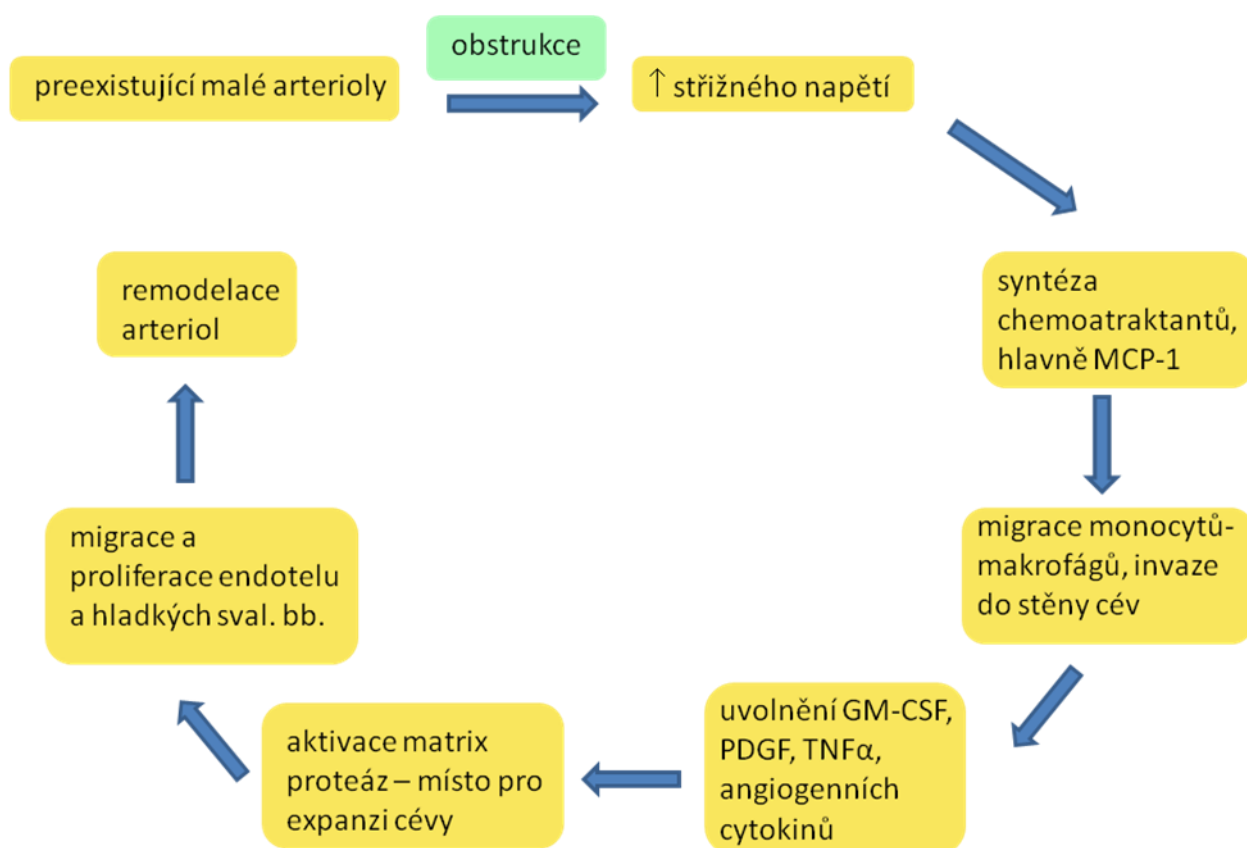 preexistující malé arterioly
obstrukce
↑ střižného napětí
syntéza
chemoatraktantů,
hlavně MCP-1
migrace monocytů-
makrofágů, invaze
do stěny cév
uvolnění GM-CSF,
PDGF, TNFα,
angiogenních
cytokinů
aktivace matrix
proteáz – místo pro
expanzi cévy
migrace a
proliferace endotelu
a hladkých sval. bb.
remodelace
arteriol